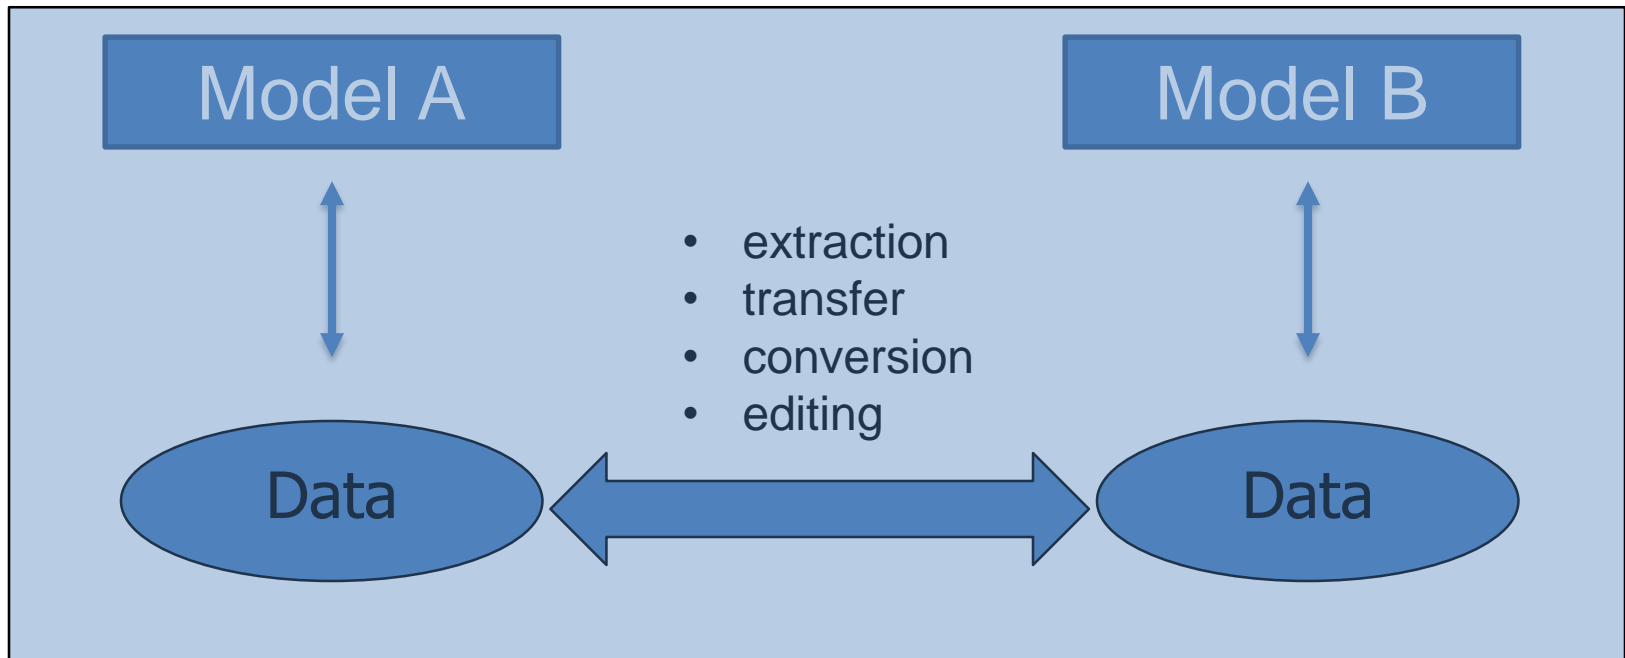 Model A
Model B
• extraction
• transfer
• conversion
• editing
Data
Data